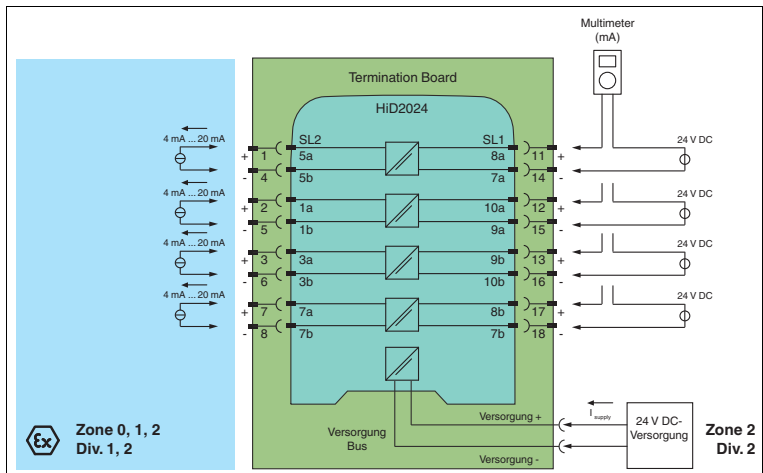 Multimeter
(mA)
Termination Board
HiD2024
SL2
SL1
4 mA ... 20 mA
24 V DC
+ 1 5a 8a 11 +
- 4 5b 7a 14 -
4 mA ... 20 mA
24 V DC
+ 2 1a 10a 12 +
- 5 1b 9a 15 -
4 mA ... 20 mA
24 V DC
+ 3 3a 9b 13 +
- 6 3b 10b 16 -
4 mA ... 20 mA
24 V DC
+ 7 7a 8b 17 +
- 8 7b 7b 18 -
Versorgung +
I supply
24 V DC-
Versorgung
Versorgung
Bus
Versorgung -
Ex
Zone 0, 1, 2
Div. 1, 2
Zone 2
Div. 2